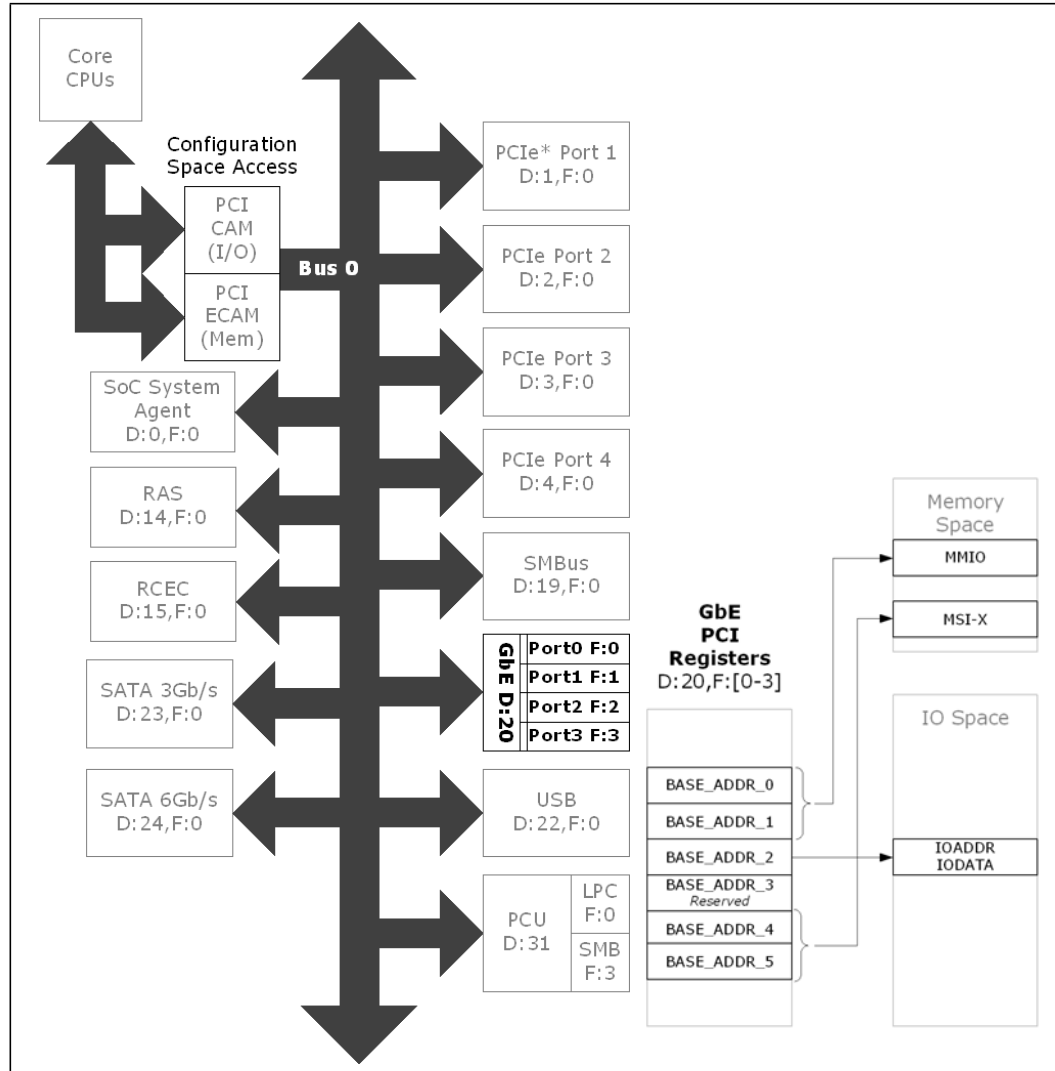 Core
CPUs
Configuration
Space Access
PCI
CAM
(I/O)
PCI
ECAM
(Mem)
Bus 0
SoC System
Agent
D:0,F:0
RAS
D:14,F:0
RCEC
D:15,F:0
SATA 3Gb/s
D:23,F:0
SATA 6Gb/s
D:24,F:0
PCIe* Port 1
D:1,F:0
PCIe Port 2
D:2,F:0
PCIe Port 3
D:3,F:0
PCIe Port 4
D:4,F:0
SMBus
D:19,F:0
GbE D:20
Port0 F:0
Port1 F:1
Port2 F:2
Port3 F:3
USB
D:22,F:0
PCU
D:31
LPC
F:0
SMB
F:3
GbE
PCI
Registers
D:20,F:[0-3]
BASE_ADDR_0
BASE_ADDR_1
BASE_ADDR_2
BASE_ADDR_3
Reserved
BASE_ADDR_4
BASE_ADDR_5
Memory
Space
MMIO
MSI-X
IO Space
IOADDR
IODATA